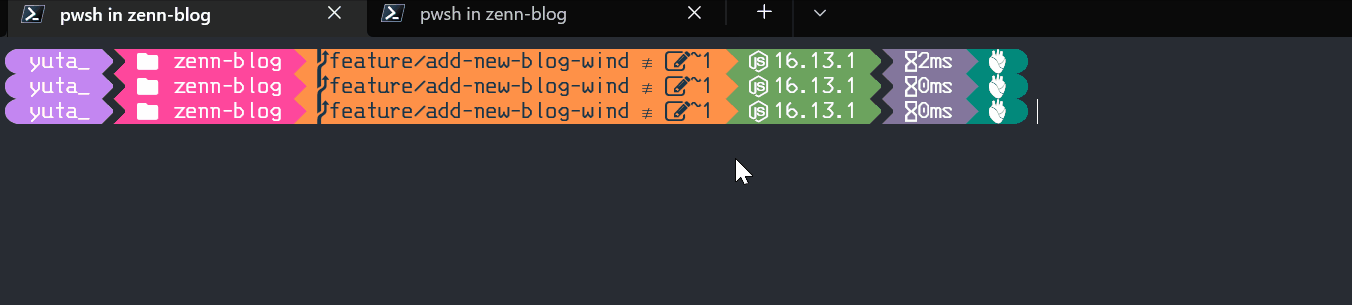 pwsh in zenn-blog
pwsh in zenn-blog
yuta_ zenn-blog feature/add-new-blog-wind ≢ ~1 16.13.1 2ms
yuta_ zenn-blog feature/add-new-blog-wind ≢ ~1 16.13.1 0ms
yuta_ zenn-blog feature/add-new-blog-wind ≢ ~1 16.13.1 0ms